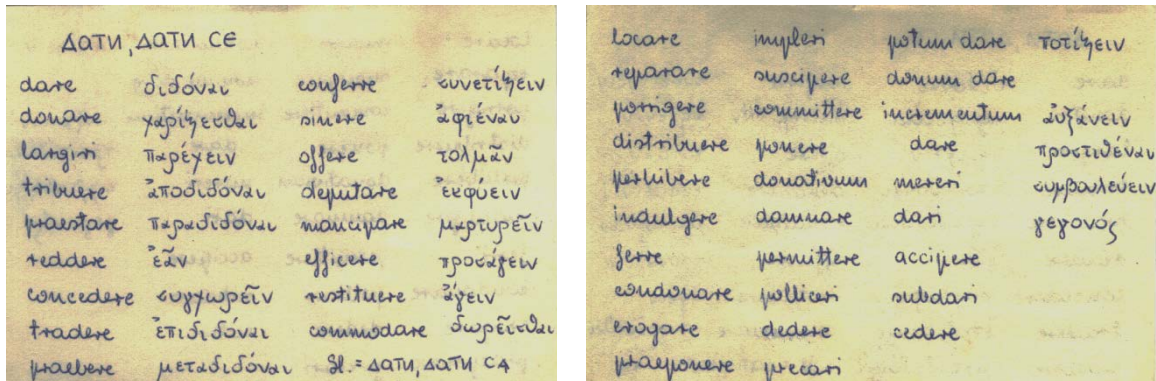 ДАТИ, ДАТИ СЕ
dare διδόναι conferre συνετίζειν
donare χαρίζεσθαι sinere ἀφιέναι
largiri παρέχειν offere τολμᾶν
tribuere ἀποδιδόναι deputare ἐκφύειν
praestare παραδιδόναι mancipare μαρτυρεῖν
reddere ἐᾶν efficere προσάγειν
concedere συγχωρεῖν restituere ἄγειν
tradere ἐπιδιδόναι commodare δωρεῖσθαι
praebere μεταδιδόναι Sl. = ДАТИ, ДАТИ СѦ
locare impleri potum dare ποτίζειν
reparare suscipere donum dare
porrigere committere incrementum αὐξάνειν
distribuere ponere dare προστιθέναι
perhibere donativum mereri συμβουλεύειν
indulgere damnare dari γεγονός
ferre permittere accipere
condonare polliceri subdari
erogare dedere cedere
praeponere precari